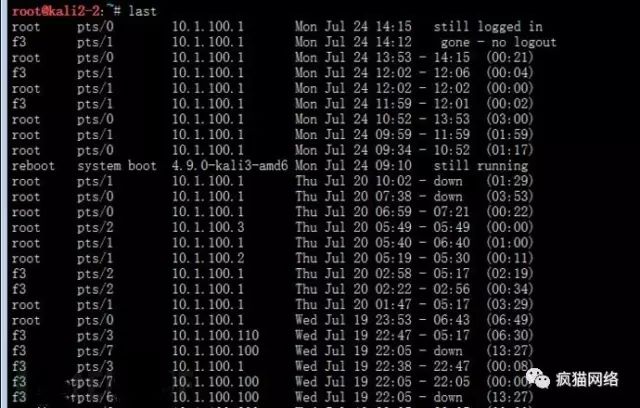 root@kali2-2:~# last
root pts/0 10.1.100.1 Mon Jul 24 14:15 still logged in
f3 pts/1 10.1.100.1 Mon Jul 24 14:12 gone - no logout
root pts/0 10.1.100.1 Mon Jul 24 13:53 - 14:15 (00:21)
f3 pts/1 10.1.100.1 Mon Jul 24 12:02 - 12:06 (00:04)
f3 pts/1 10.1.100.1 Mon Jul 24 12:02 - 12:02 (00:00)
f3 pts/1 10.1.100.1 Mon Jul 24 11:59 - 12:01 (00:02)
root pts/0 10.1.100.1 Mon Jul 24 10:52 - 13:53 (03:00)
root pts/1 10.1.100.1 Mon Jul 24 09:59 - 11:59 (01:59)
root pts/0 10.1.100.1 Mon Jul 24 09:34 - 10:52 (01:17)
reboot system boot 4.9.0-kali3-amd6 Mon Jul 24 09:10 still running
root pts/1 10.1.100.1 Thu Jul 20 10:02 - down (01:29)
root pts/0 10.1.100.1 Thu Jul 20 07:38 - down (03:53)
root pts/0 10.1.100.1 Thu Jul 20 06:59 - 07:21 (00:22)
root pts/2 10.1.100.3 Thu Jul 20 05:49 - 05:49 (00:00)
root pts/1 10.1.100.1 Thu Jul 20 05:40 - 06:40 (01:00)
root pts/1 10.1.100.2 Thu Jul 20 05:19 - 05:30 (00:11)
f3 pts/2 10.1.100.1 Thu Jul 20 02:58 - 05:17 (02:19)
f3 pts/2 10.1.100.1 Thu Jul 20 02:22 - 02:56 (00:34)
root pts/1 10.1.100.1 Thu Jul 20 01:47 - 05:17 (03:29)
root pts/0 10.1.100.1 Wed Jul 19 23:53 - 06:43 (06:49)
f3 pts/3 10.1.100.110 Wed Jul 19 22:47 - 05:17 (06:30)
f3 pts/7 10.1.100.100 Wed Jul 19 22:05 - down (13:27)
f3 pts/3 10.1.100.1 Wed Jul 19 22:38 - 22:47 (00:08)
f3 pts/7 10.1.100.100 Wed Jul 19 22:05 - 22:05 (00:00)
f3 pts/6 10.1.100.100 Wed Jul 19 22:05 - down (13:27)
疯猫网络